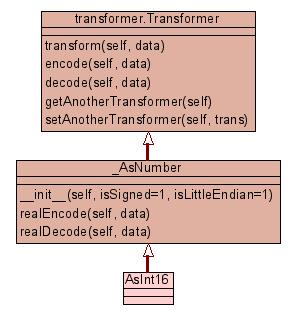 transformer.Transformer
transform(self, data)
encode(self, data)
decode(self, data)
getAnotherTransformer(self)
setAnotherTransformer(self, trans)
_AsNumber
__init__(self, isSigned=1, isLittleEndian=1)
realEncode(self, data)
realDecode(self, data)
AsInt16